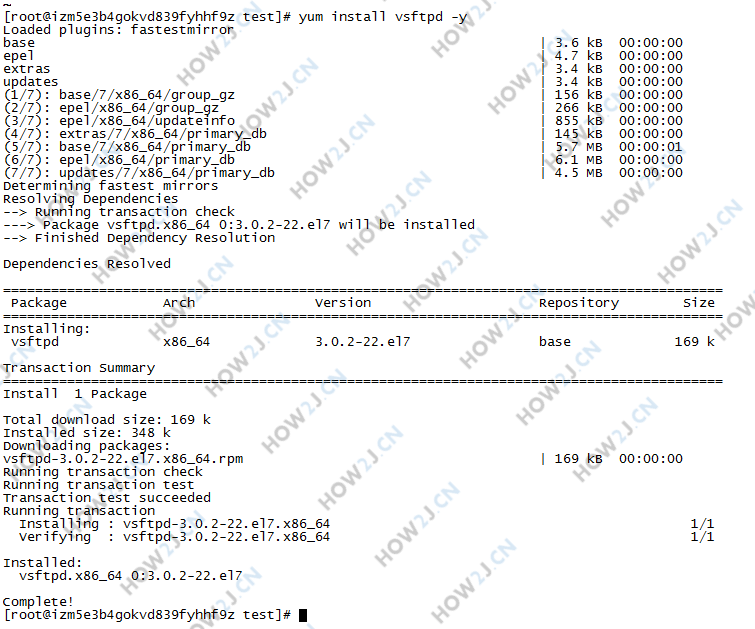 ~
[root@izm5e3b4gokvd839fyhhf9z test]# yum install vsftpd -y
Loaded plugins: fastestmirror
base | 3.6 kB 00:00:00
epel | 4.7 kB 00:00:00
extras | 3.4 kB 00:00:00
updates | 3.4 kB 00:00:00
(1/7): base/7/x86_64/group_gz | 156 kB 00:00:00
(2/7): epel/x86_64/group_gz | 266 kB 00:00:00
(3/7): epel/x86_64/updateinfo | 855 kB 00:00:00
(4/7): extras/7/x86_64/primary_db | 145 kB 00:00:00
(5/7): base/7/x86_64/primary_db | 5.7 MB 00:00:01
(6/7): epel/x86_64/primary_db | 6.1 MB 00:00:00
(7/7): updates/7/x86_64/primary_db | 4.5 MB 00:00:00
Determining fastest mirrors
Resolving Dependencies
--> Running transaction check
---> Package vsftpd.x86_64 0:3.0.2-22.el7 will be installed
--> Finished Dependency Resolution
Dependencies Resolved
================================================================================
Package Arch Version Repository Size
================================================================================
Installing:
vsftpd x86_64 3.0.2-22.el7 base 169 k
Transaction Summary
================================================================================
Install 1 Package
Total download size: 169 k
Installed size: 348 k
Downloading packages:
vsftpd-3.0.2-22.el7.x86_64.rpm | 169 kB 00:00:00
Running transaction check
Running transaction test
Transaction test succeeded
Running transaction
Installing : vsftpd-3.0.2-22.el7.x86_64 1/1
Verifying : vsftpd-3.0.2-22.el7.x86_64 1/1
Installed:
vsftpd.x86_64 0:3.0.2-22.el7
Complete!
[root@izm5e3b4gokvd839fyhhf9z test]#
HOW2J.CN